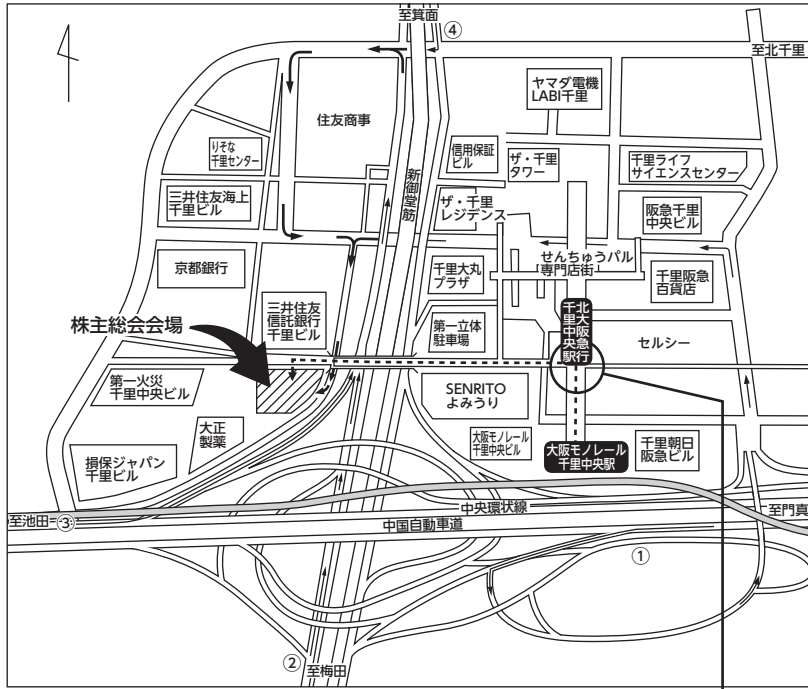 至箕面
④
至北千里
ヤマダ電機
LABI千里
住友商事
りそな
千里センター
信用保証
ビル
ザ・千里
タワー
千里ライフ
サイエンスセンター
三井住友海上
千里ビル
新御堂筋
ザ・千里
レジデンス
阪急千里
中央ビル
京都銀行
千里大丸
プラザ
せんちゅうパル
専門店街
千里阪急
百貨店
三井住友
信託銀行
千里ビル
株主総会会場
第一立体
駐車場
北大阪急行
千里中央駅
セルシー
第一火災
千里中央ビル
SENRITO
よみうり
大正
製薬
大阪モノレール
千里中央ビル
大阪モノレール
千里中央駅
千里朝日
阪急ビル
損保ジャパン
千里ビル
至池田
③
中央環状線
中国自動車道
至門真
①
②
至梅田